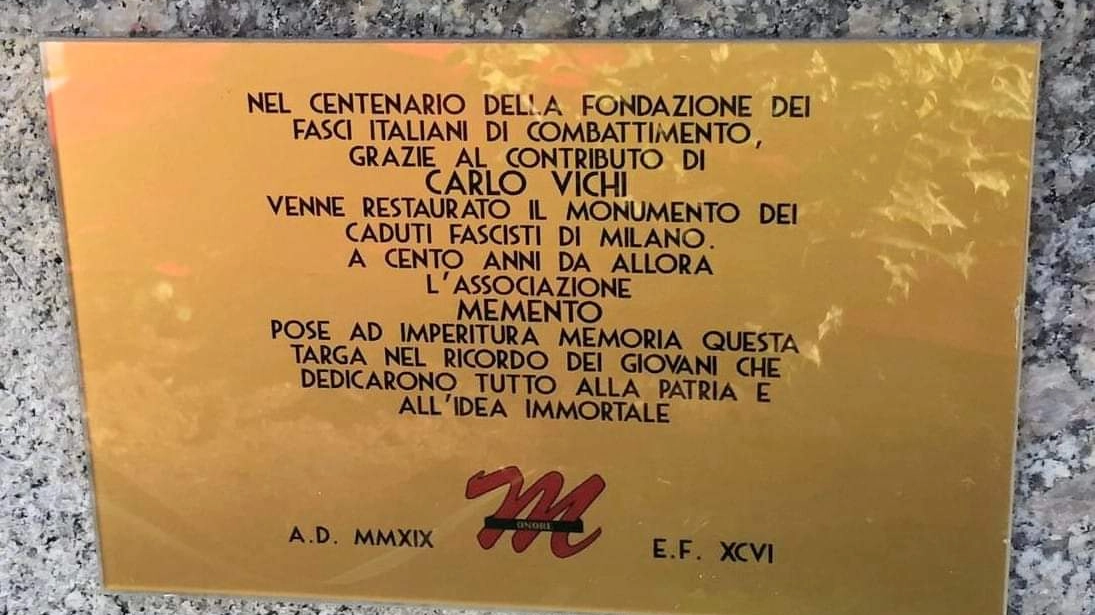 NEL CENTENARIO DELLA FONDAZIONE DEI
FASCI ITALIANI DI COMBATTIMENTO,
GRAZIE AL CONTRIBUTO DI
CARLO VICHI
VENNE RESTAURATO IL MONUMENTO DEI
CADUTI FASCISTI DI MILANO.
A CENTO ANNI DA ALLORA
L'ASSOCIAZIONE
MEMENTO
POSE AD IMPERITURA MEMORIA QUESTA
TARGA NEL RICORDO DEI GIOVANI CHE
DEDICARONO TUTTO ALLA PATRIA E
ALL'IDEA IMMORTALE
M
ONORE
A.D. MMXIX
E.F. XCVI